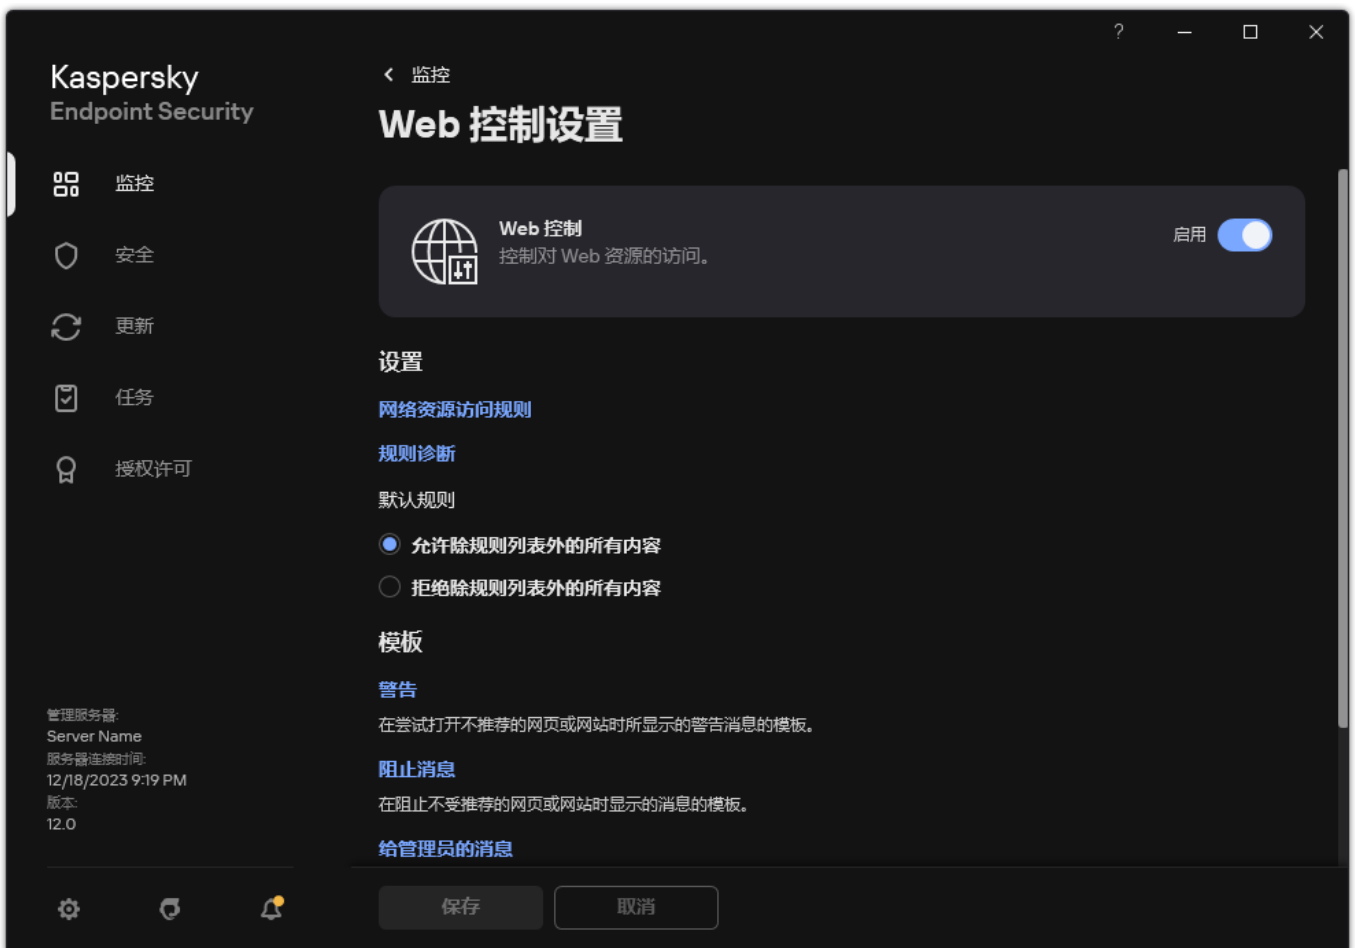 ?
Kaspersky
Endpoint Security
监控
安全
更新
任务
授权许可
管理服务器:
Server Name
服务器连接时间:
12/18/2023 9:19 PM
版本:
12.0
监控
Web 控制设置
Web 控制
控制对 Web 资源的访问。
启用
设置
网络资源访问规则
规则诊断
默认规则
允许除规则列表外的所有内容
拒绝除规则列表外的所有内容
模板
警告
在尝试打开不推荐的网页或网站时所显示的警告消息的模板。
阻止消息
在阻止不受推荐的网页或网站时显示的消息的模板。
给管理员的消息
保存
取消